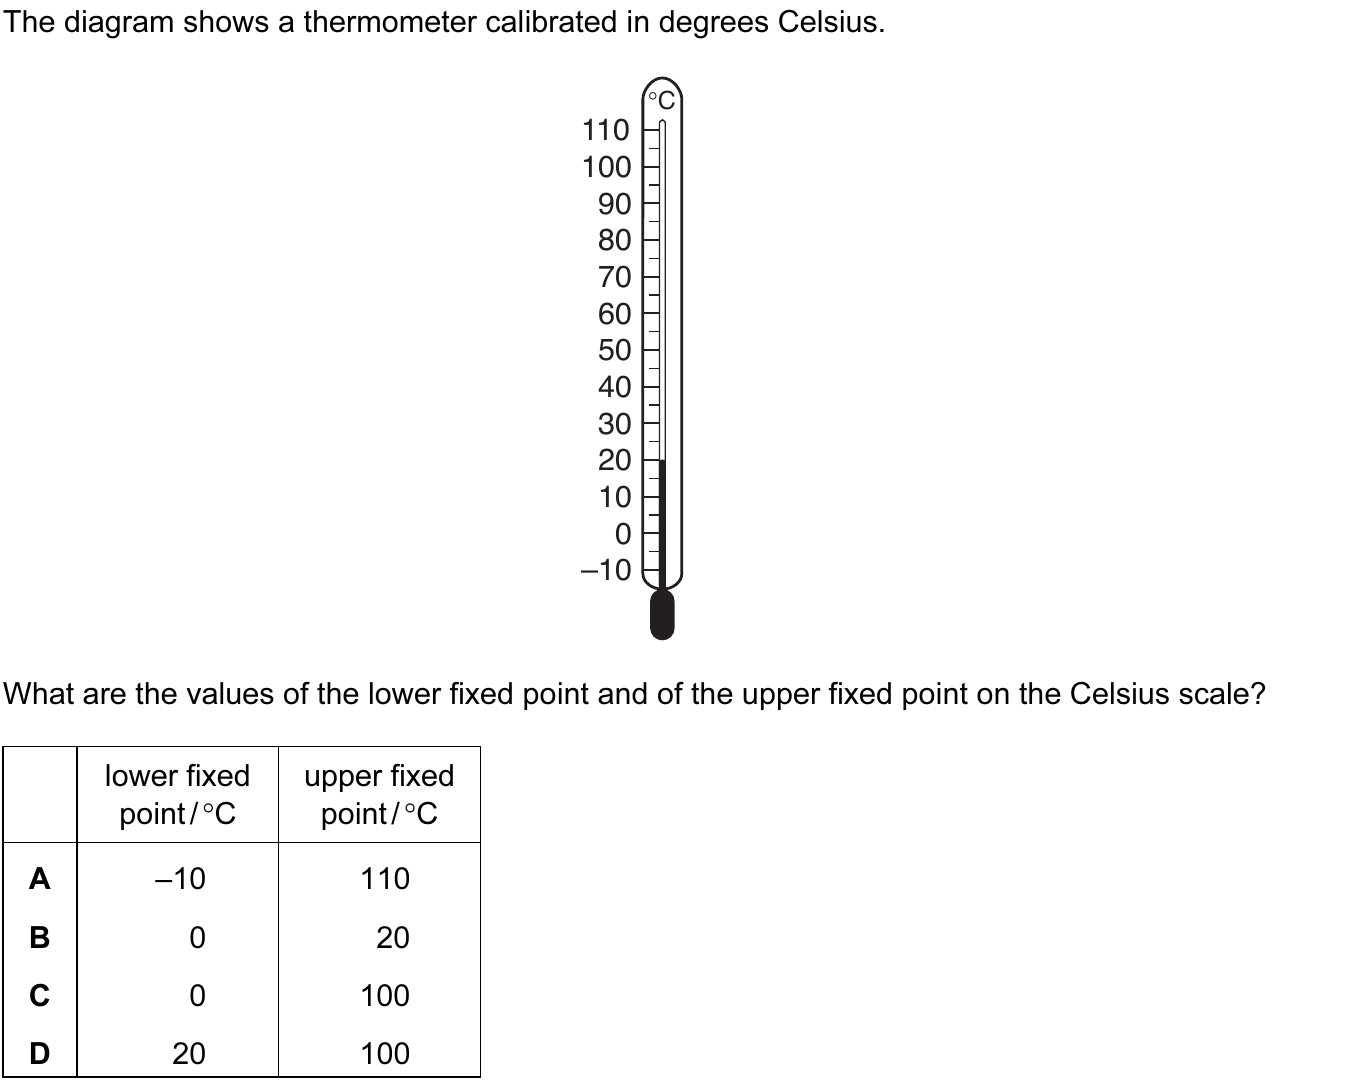 The diagram shows a thermometer calibrated in degrees Celsius.
°C
110
100
90
80
70
60
50
40
30
20
10
0
–10
What are the values of the lower fixed point and of the upper fixed point on the Celsius scale?
lower fixed point / °C upper fixed point / °C
A –10 110
B 0 20
C 0 100
D 20 100